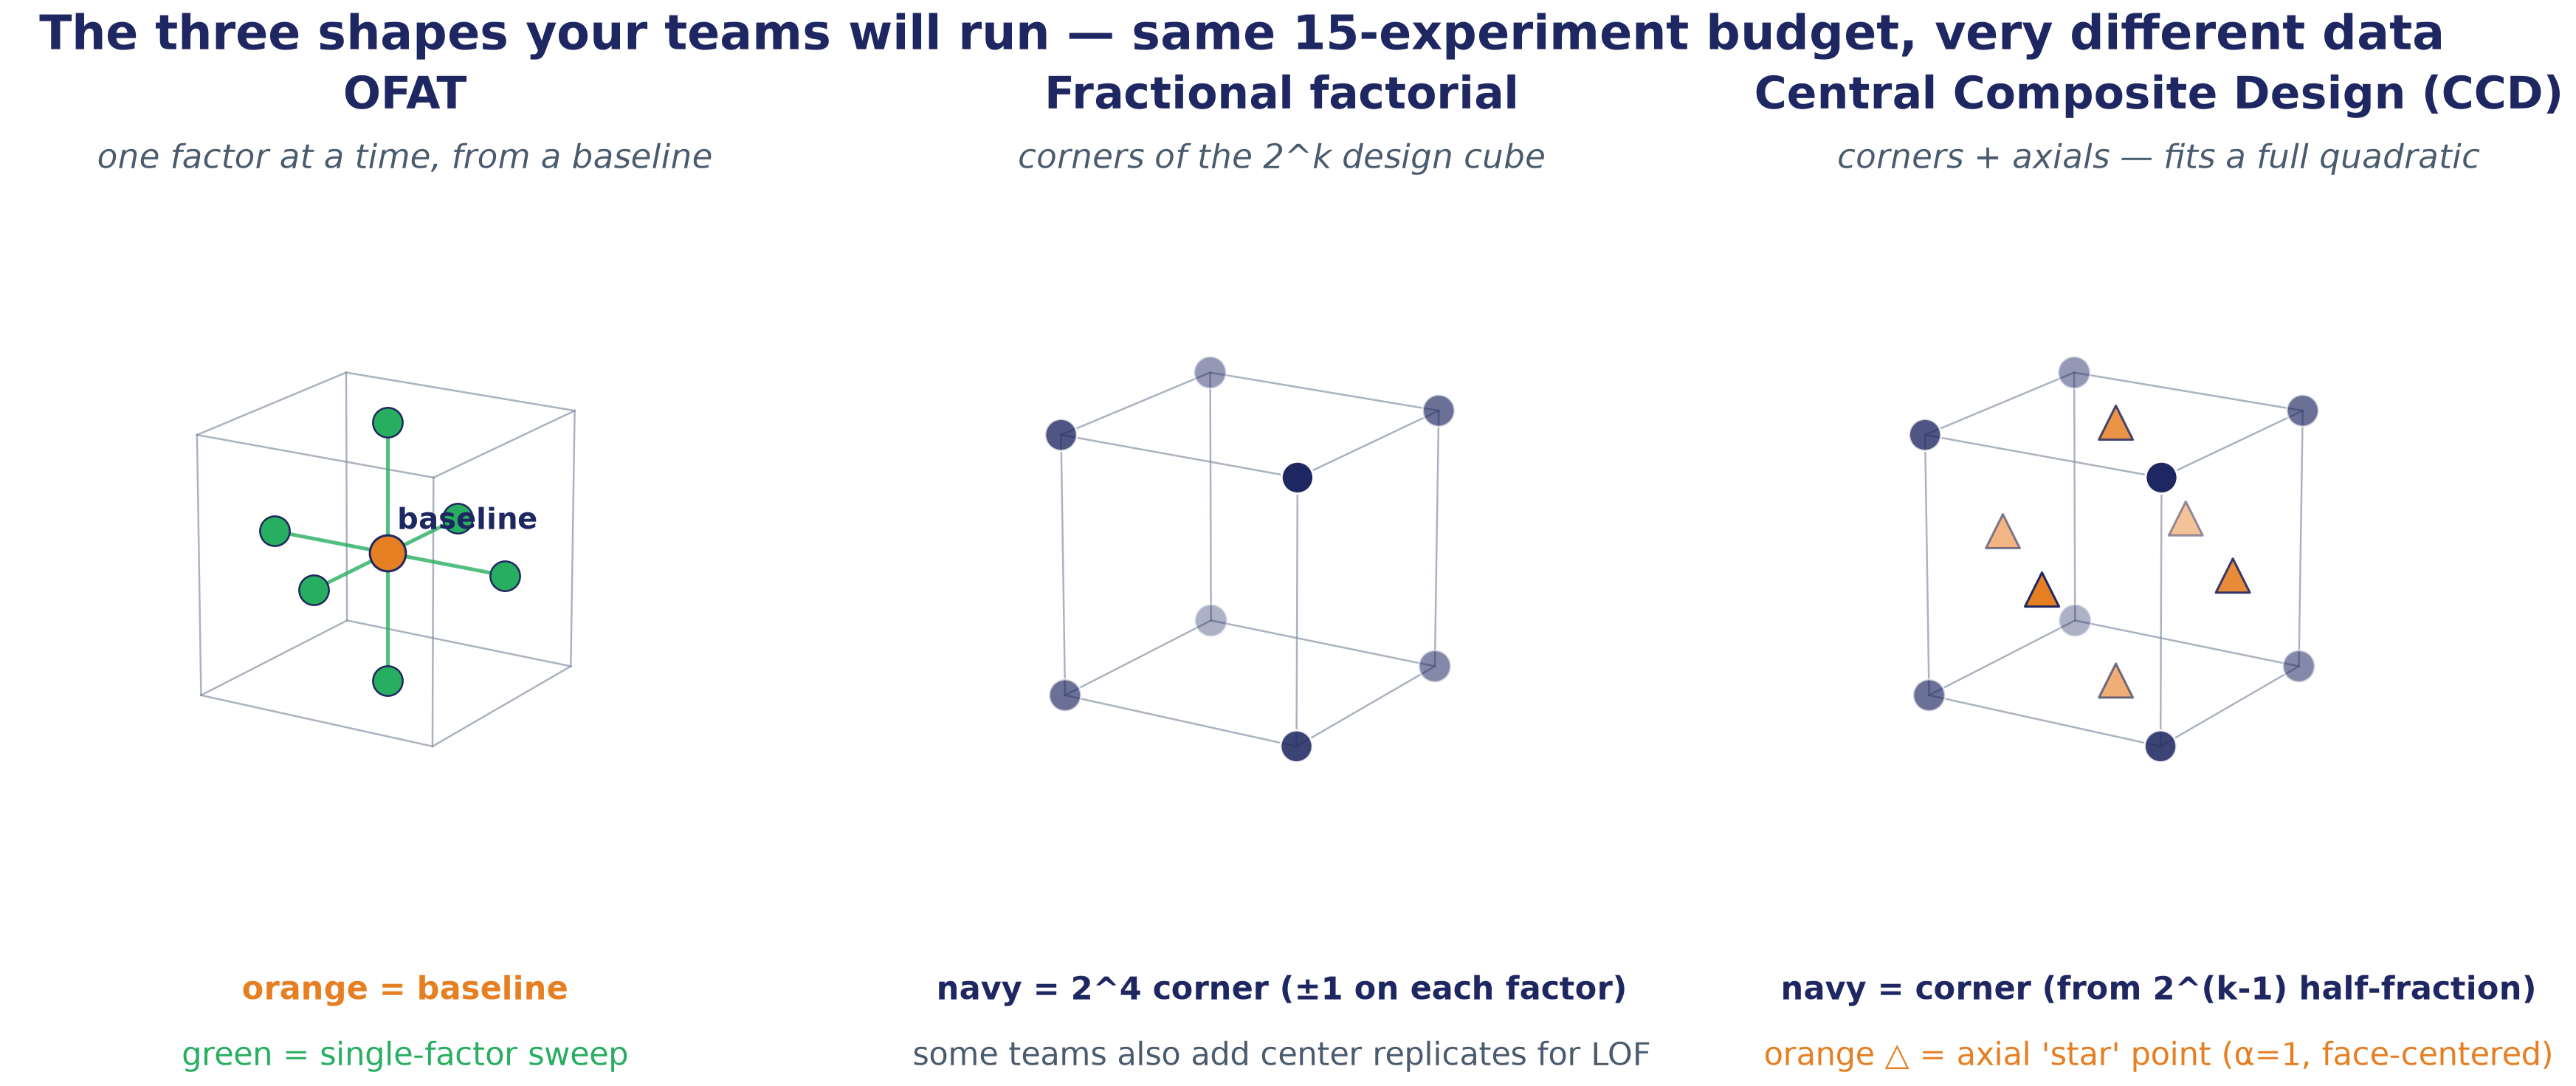 The three shapes your teams will run — same 15-experiment budget, very different data
OFAT
one factor at a time, from a baseline
baseline
orange = baseline
green = single-factor sweep
Fractional factorial
corners of the 2^k design cube
navy = 2^4 corner (±1 on each factor)
some teams also add center replicates for LOF
Central Composite Design (CCD)
corners + axials — fits a full quadratic
navy = corner (from 2^(k-1) half-fraction)
orange △ = axial 'star' point (α=1, face-centered)